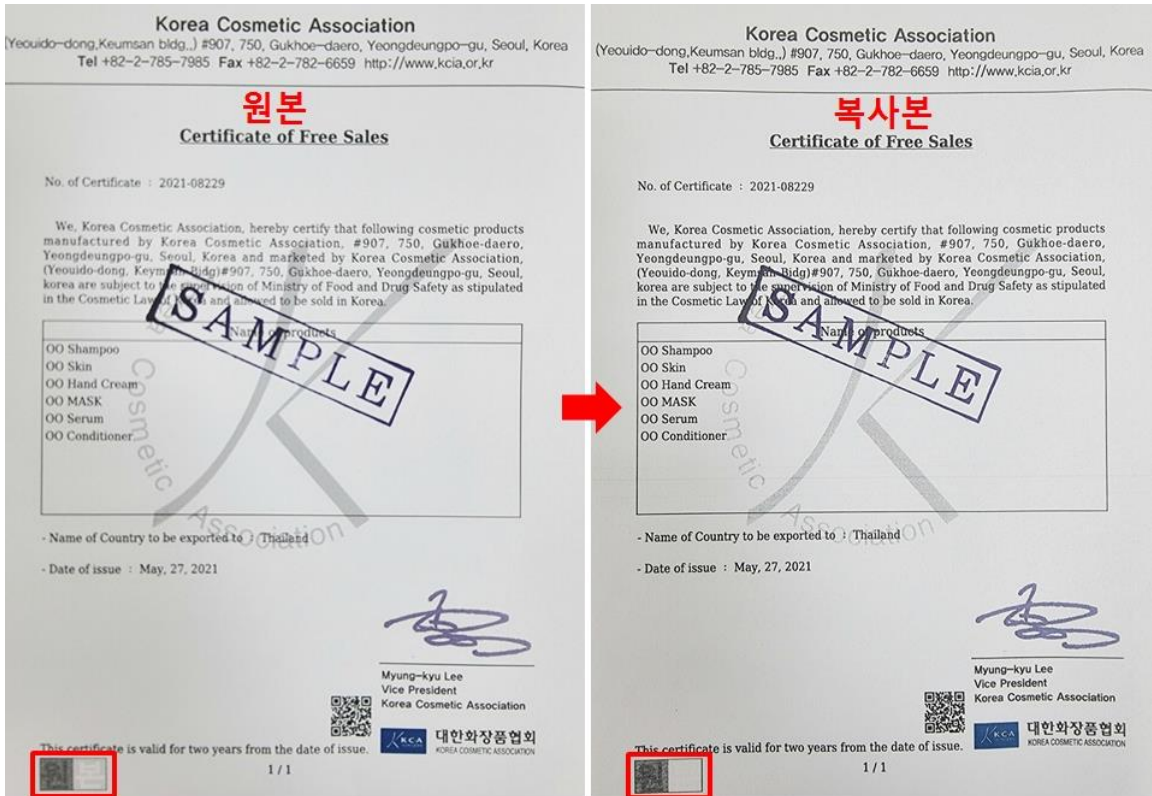 Korea Cosmetic Association
(Yeouido-dong,Keumsan bldg.,) #907, 750, Gukhoe-daero, Yeongdeungpo-gu, Seoul, Korea
Tel +82-2-785-7985 Fax +82-2-782-6659 http://www.kcia.or.kr
원본
Certificate of Free Sales
No. of Certificate : 2021-08229
We, Korea Cosmetic Association, hereby certify that following cosmetic products
manufactured by Korea Cosmetic Association, #907, 750, Gukhoe-daero,
Yeongdeungpo-gu, Seoul, Korea and marketed by Korea Cosmetic Association,
(Yeouido-dong, Keymsan Bidg)#907, 750, Gukhoe-daero, Yeongdeungpo-gu, Seoul,
korea are subject to the supervision of Ministry of Food and Drug Safety as stipulated
in the Cosmetic Law of Korea and allowed to be sold in Korea.
SAMPLE
Name of products
OO Shampoo
OO Skin
OO Hand Cream
OO MASK
OO Serum
OO Conditioner
Cosmetic Association
- Name of Country to be exported to : Thailand
- Date of issue : May, 27, 2021
Myung-kyu Lee
Vice President
Korea Cosmetic Association
KCA
대한화장품협회
KOREA COSMETIC ASSOCIATION
This certificate is valid for two years from the date of issue.
원본
1 / 1
Korea Cosmetic Association
(Yeouido-dong,Keumsan bldg.,) #907, 750, Gukhoe-daero, Yeongdeungpo-gu, Seoul, Korea
Tel +82-2-785-7985 Fax +82-2-782-6659 http://www.kcia.or.kr
복사본
Certificate of Free Sales
No. of Certificate : 2021-08229
We, Korea Cosmetic Association, hereby certify that following cosmetic products
manufactured by Korea Cosmetic Association, #907, 750, Gukhoe-daero,
Yeongdeungpo-gu, Seoul, Korea and marketed by Korea Cosmetic Association,
(Yeouido-dong, Keymsan Bidg)#907, 750, Gukhoe-daero, Yeongdeungpo-gu, Seoul,
korea are subject to the supervision of Ministry of Food and Drug Safety as stipulated
in the Cosmetic Law of Korea and allowed to be sold in Korea.
SAMPLE
Name of products
OO Shampoo
OO Skin
OO Hand Cream
OO MASK
OO Serum
OO Conditioner
Cosmetic Association
- Name of Country to be exported to : Thailand
- Date of issue : May, 27, 2021
Myung-kyu Lee
Vice President
Korea Cosmetic Association
KCA
대한화장품협회
KOREA COSMETIC ASSOCIATION
This certificate is valid for two years from the date of issue.
원
1 / 1